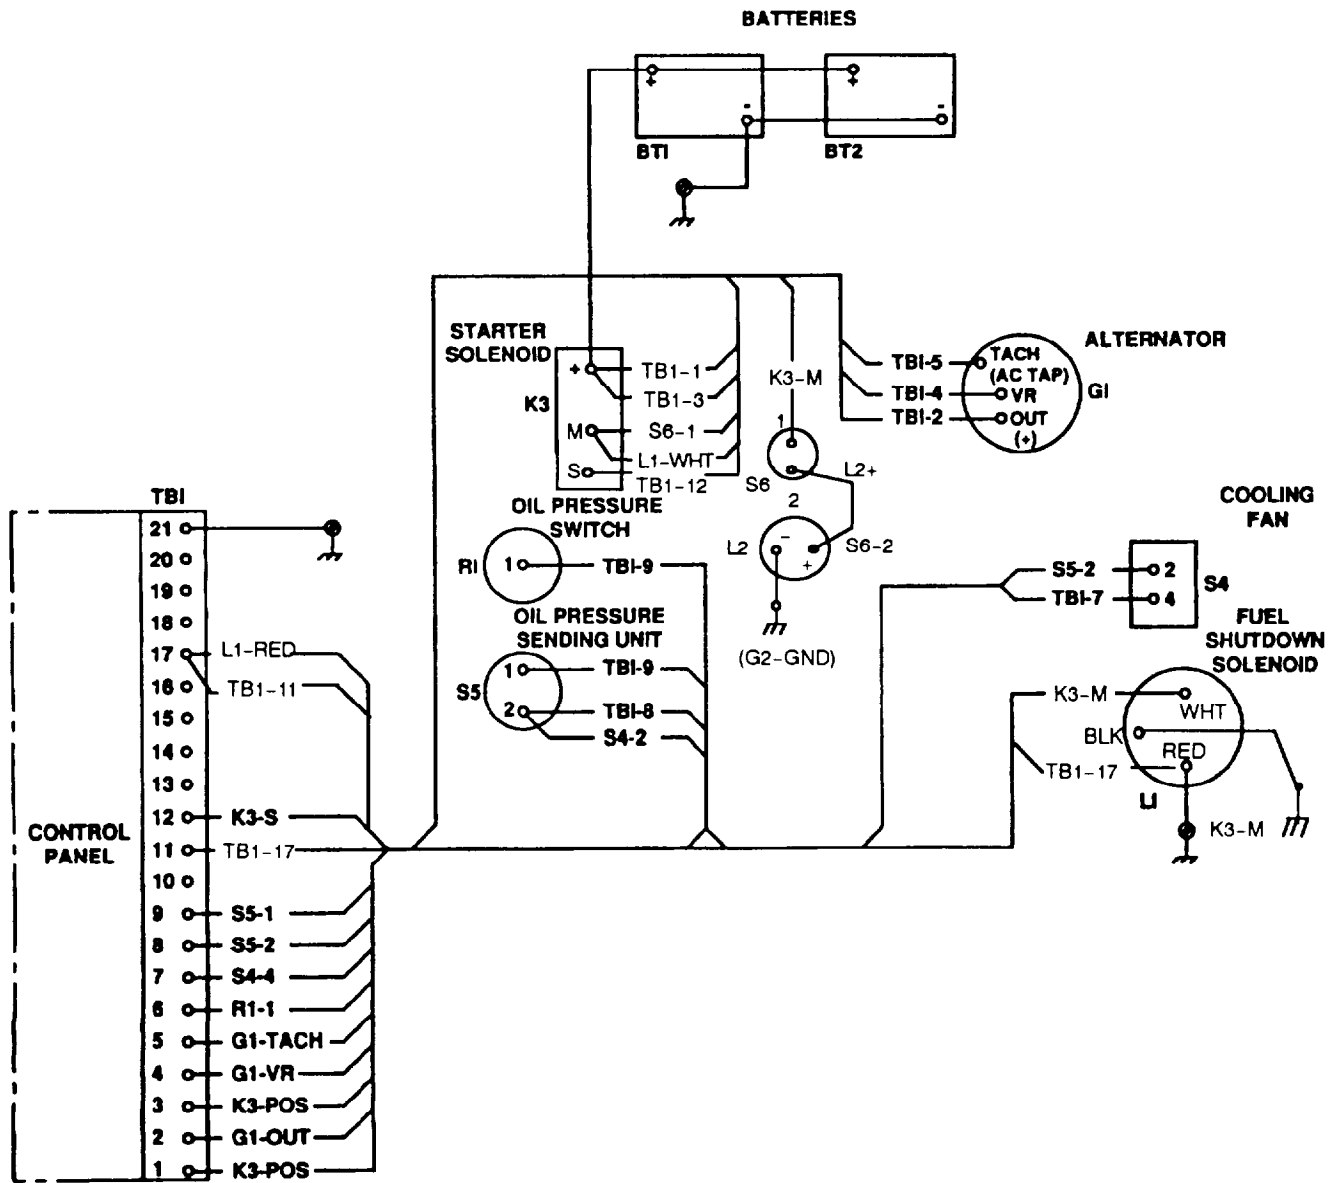 BATTERIES
+
-
+
-
BT1
BT2
STARTER
SOLENOID
K3
+
M
S
TB1-1
TB1-3
S6-1
L1-WHT
TB1-12
K3-M
1
S6
2
L2+
L2
-
+
S6-2
(G2-GND)
ALTERNATOR
TBI-5
TBI-4
TBI-2
TACH
(AC TAP)
VR
OUT
(+)
GI
OIL PRESSURE
SWITCH
RI
1
TBI-9
OIL PRESSURE
SENDING UNIT
S5
1
2
TBI-9
TBI-8
S4-2
COOLING
FAN
S5-2
TBI-7
2
4
S4
FUEL
SHUTDOWN
SOLENOID
K3-M
WHT
BLK
RED
TB1-17
LI
K3-M
TBI
CONTROL
PANEL
21
20
19
18
17 L1-RED
16 TB1-11
15
14
13
12 K3-S
11 TB1-17
10
9 S5-1
8 S5-2
7 S4-4
6 R1-1
5 G1-TACH
4 G1-VR
3 K3-POS
2 G1-OUT
1 K3-POS